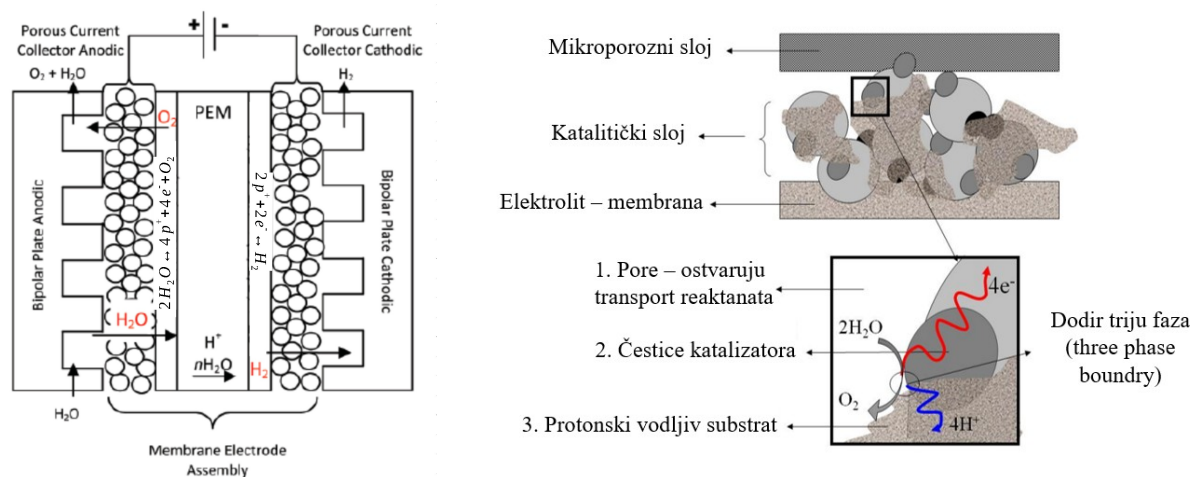 Porous Current
Collector Anodic
+ -
Porous Current
Collector Cathodic
O₂ + H₂O
H₂
O₂
PEM
Bipolar Plate Anodic
2H₂O ↔ 4p⁺+4e⁻+O₂
2p⁺+2e⁻ ↔ H₂
Bipolar Plate Cathodic
H₂O
H⁺
nH₂O
H₂
H₂O
Membrane Electrode
Assembly
Mikroporozni sloj
Katalitički sloj
Elektrolit – membrana
1. Pore – ostvaruju
transport reaktanata
2. Čestice katalizatora
3. Protonski vodljiv substrat
4e⁻
2H₂O
O₂
4H⁺
Dodir triju faza
(three phase
boundry)